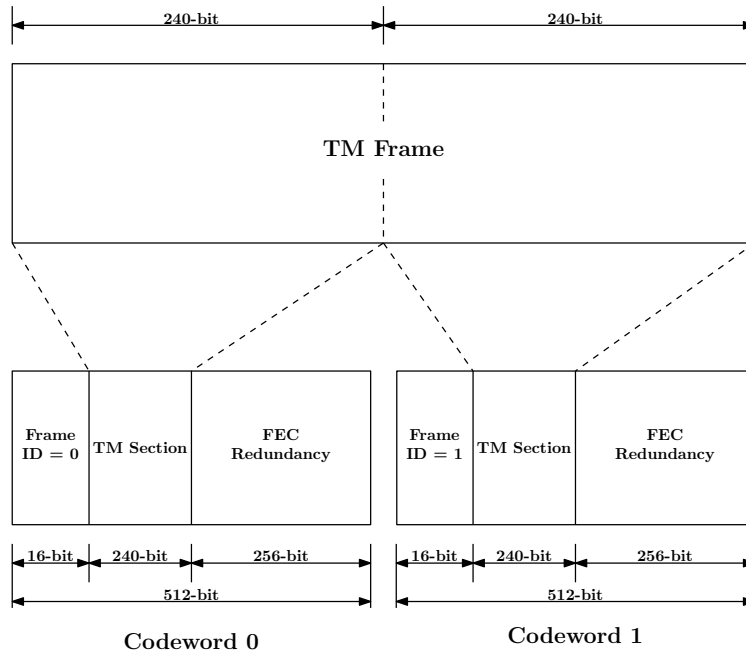 240-bit 240-bit
TM Frame
Frame
ID = 0
TM Section
FEC
Redundancy
Frame
ID = 1
TM Section
FEC
Redundancy
16-bit 240-bit 256-bit 16-bit 240-bit 256-bit
512-bit 512-bit
Codeword 0 Codeword 1